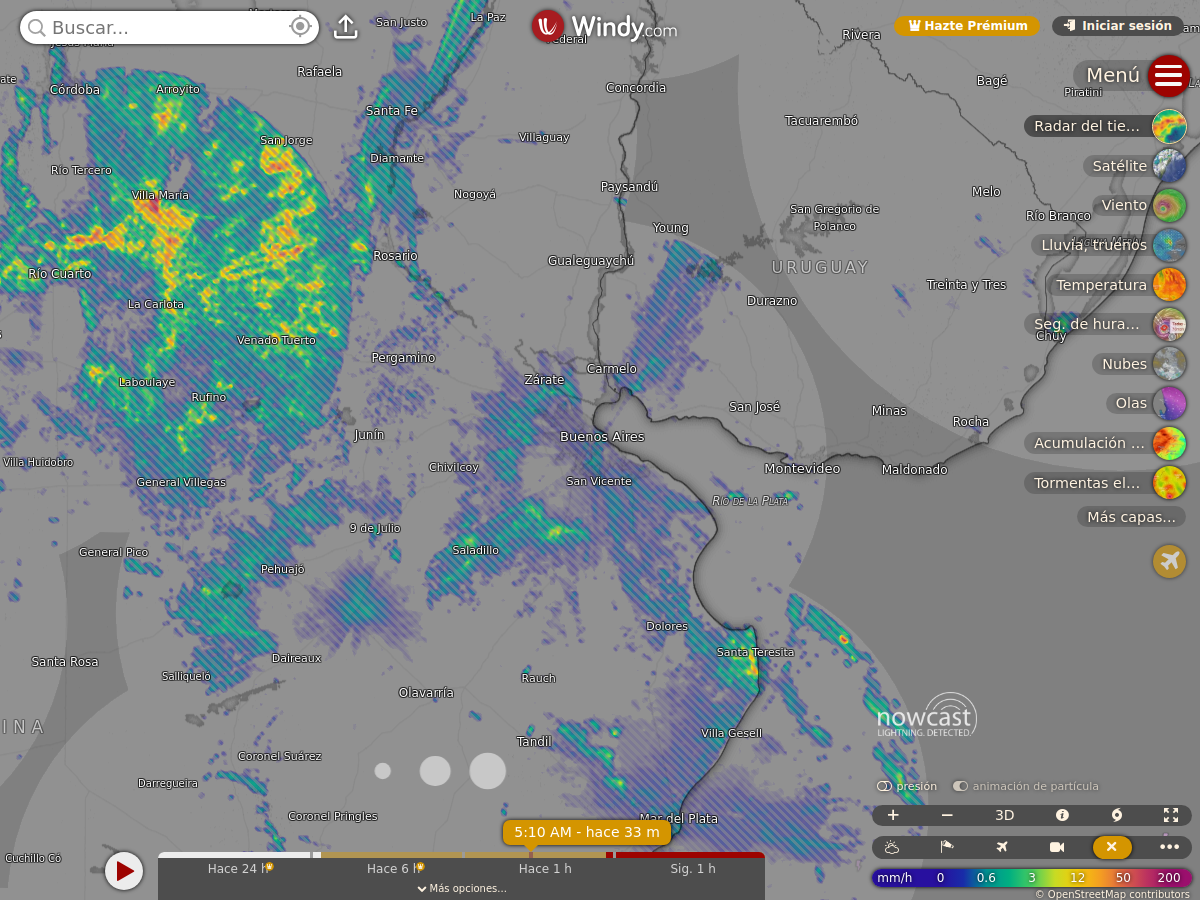 Buscar...
San Justo
La Paz
Windy.com
Federal
Rivera
Hazte Prémium
Iniciar sesión
Jesús María
Rafaela
Córdoba
Arroyito
Concordia
Bagé
Menú
Piratini
Santa Fe
Tacuarembó
Radar del tie...
San Jorge
Villaguay
Diamante
Satélite
Río Tercero
Villa María
Nogoyá
Paysandú
Melo
Viento
San Gregorio de
Polanco
Río Branco
Young
Lluvia, truenos
Rosario
Gualeguaychú
URUGUAY
Río Cuarto
Temperatura
Treinta y Tres
La Carlota
Durazno
Seg. de hura...
Chuy
Venado Tuerto
Pergamino
Nubes
Carmelo
Zárate
Laboulaye
Rufino
Olas
San José
Minas
Rocha
Junín
Buenos Aires
Acumulación ...
Villa Huidobro
Chivilcoy
Montevideo
Maldonado
General Villegas
San Vicente
Tormentas el...
Río de la Plata
Más capas...
9 de Julio
General Pico
Saladillo
Pehuajó
Dolores
Santa Teresita
Santa Rosa
Daireaux
Salliqueló
Rauch
Olavarría
INA
nowcast
LIGHTNING. DETECTED.
Villa Gesell
Tandil
Coronel Suárez
Darregueira
presión
animación de partícula
Coronel Pringles
Mar del Plata
3D
5:10 AM - hace 33 m
Cuchillo Có
Hace 24 h
Hace 6 h
Hace 1 h
Sig. 1 h
mm/h 0 0.6 3 12 50 200
Más opciones...
© OpenStreetMap contributors